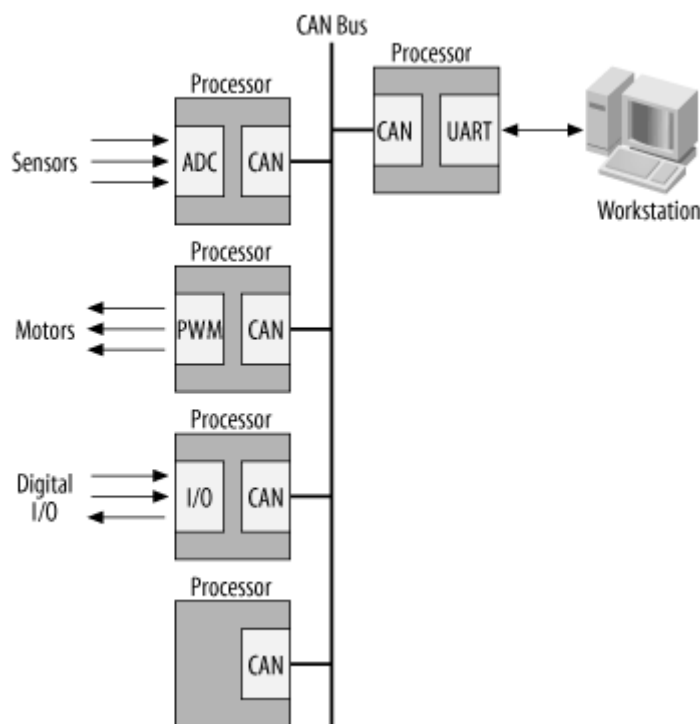 CAN Bus
Processor
CAN
UART
Workstation
Processor
Sensors
ADC
CAN
Processor
Motors
PWM
CAN
Processor
Digital
I/O
I/O
CAN
Processor
CAN